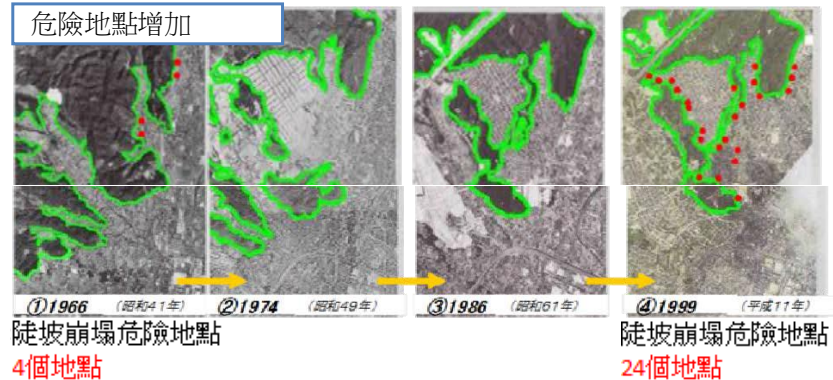 危險地點增加
①1966 (昭和41年)
②1974 (昭和49年)
③1986 (昭和61年)
④1999 (平成11年)
陡坡崩塌危險地點
4個地點
陡坡崩塌危險地點
24個地點